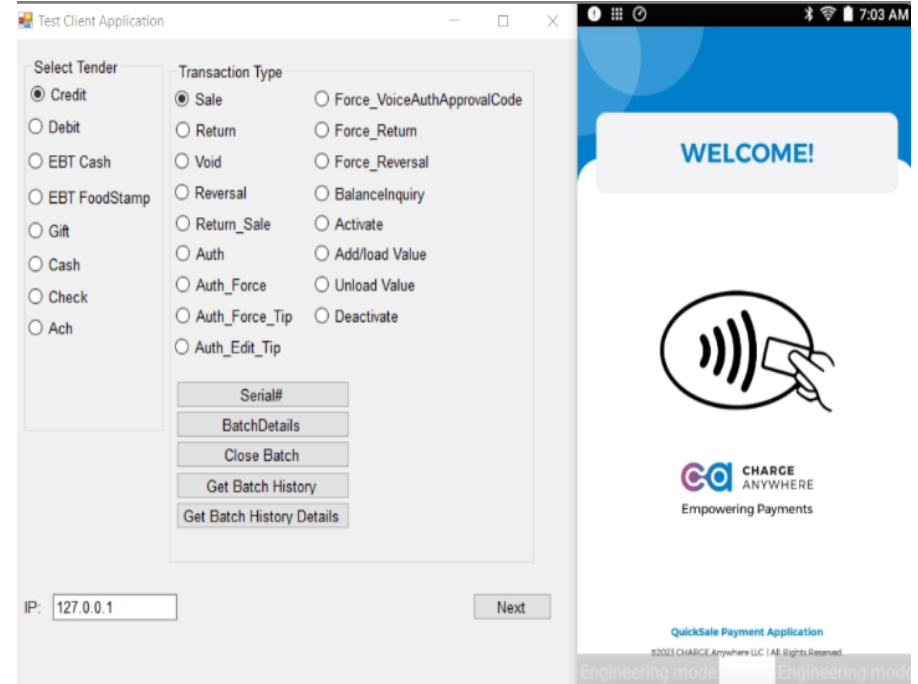 Test Client Application
Select Tender
Credit
Debit
EBT Cash
EBT FoodStamp
Gift
Cash
Check
Ach
Transaction Type
Sale
Return
Void
Reversal
Return_Sale
Auth
Auth_Force
Auth_Force_Tip
Auth_Edit_Tip
Force_VoiceAuthApprovalCode
Force_Return
Force_Reversal
BalanceInquiry
Activate
Add/load Value
Unload Value
Deactivate
Serial#
BatchDetails
Close Batch
Get Batch History
Get Batch History Details
IP: 127.0.0.1
Next
7:03 AM
WELCOME!
ca CHARGE
ANYWHERE
Empowering Payments
QuickSale Payment Application
©2023 CHARGE Anywhere LLC | All Rights Reserved.
Engineering mode Engineering mode